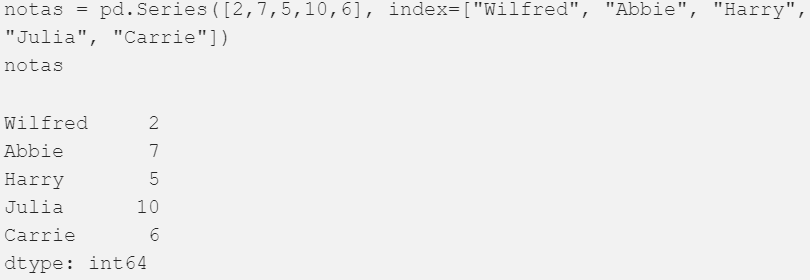 notas = pd.Series([2,7,5,10,6], index=["Wilfred", "Abbie", "Harry",
"Julia", "Carrie"])
notas

Wilfred     2
Abbie       7
Harry       5
Julia      10
Carrie      6
dtype: int64